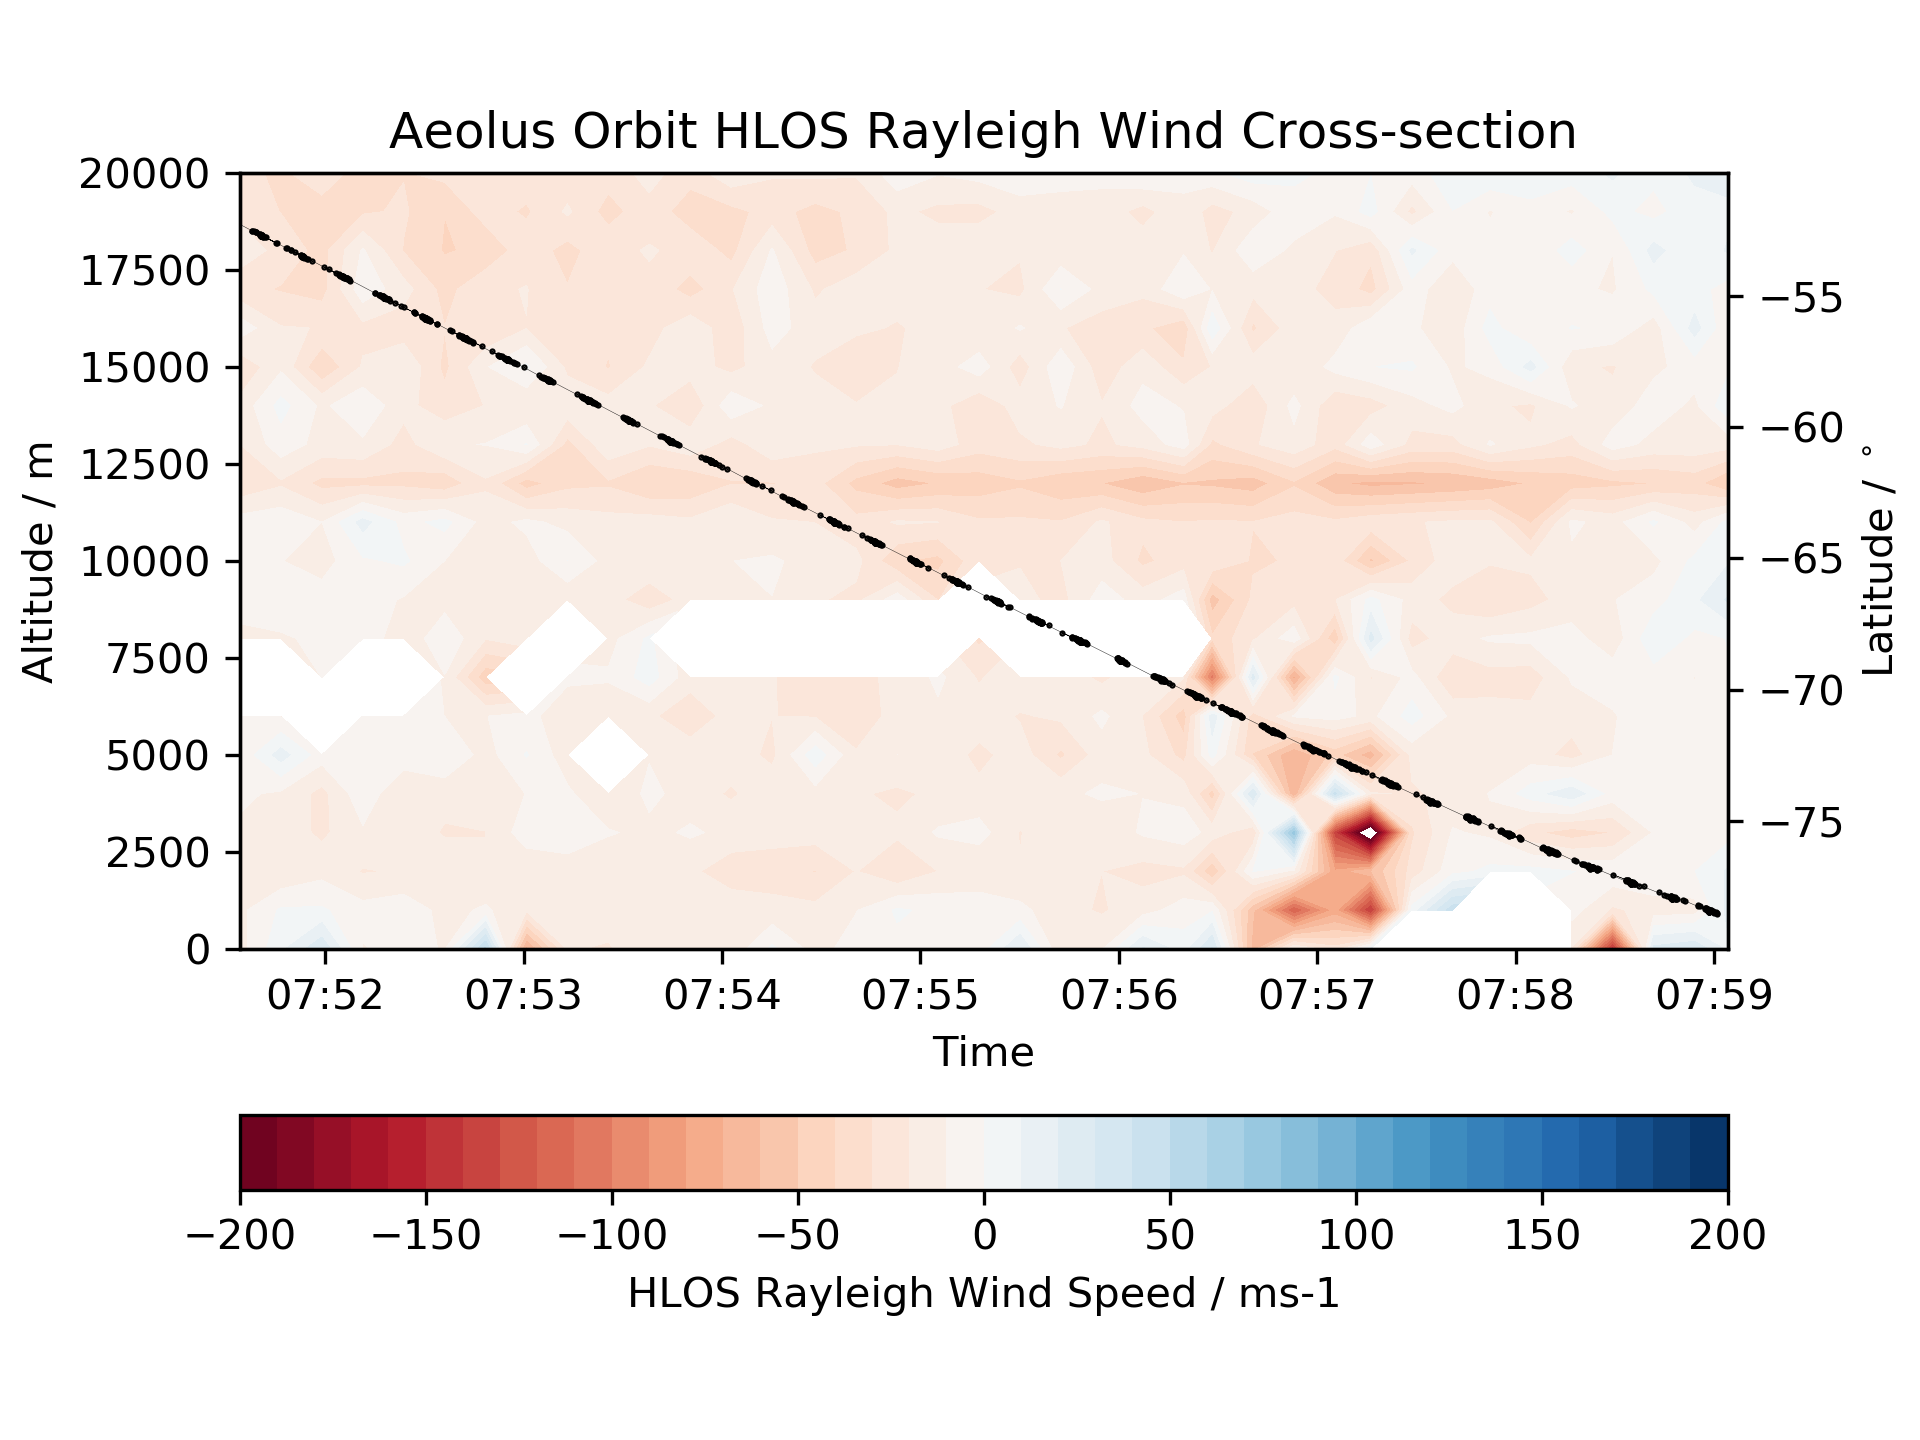 Aeolus Orbit HLOS Rayleigh Wind Cross-section
20000
17500
15000
12500
10000
7500
5000
2500
0
Altitude / m
−55
−60
−65
−70
−75
Latitude / °
07:52 07:53 07:54 07:55 07:56 07:57 07:58 07:59
Time
−200 −150 −100 −50 0 50 100 150 200
HLOS Rayleigh Wind Speed / ms-1